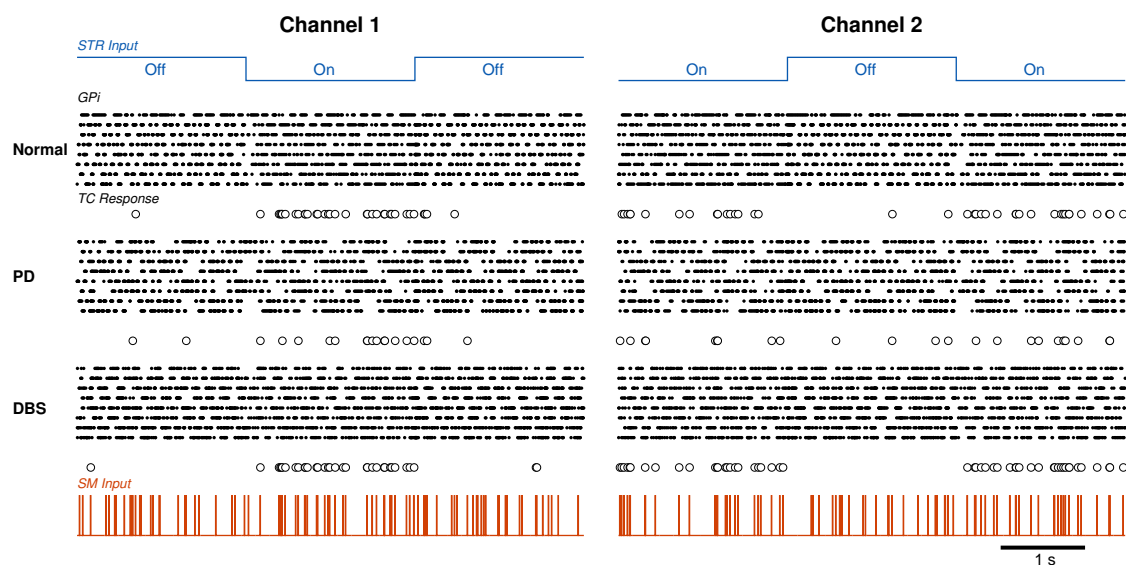 Channel 1 Channel 2
STR Input
Off On Off On Off On
GPi
Normal
TC Response
PD
DBS
SM Input
1 s